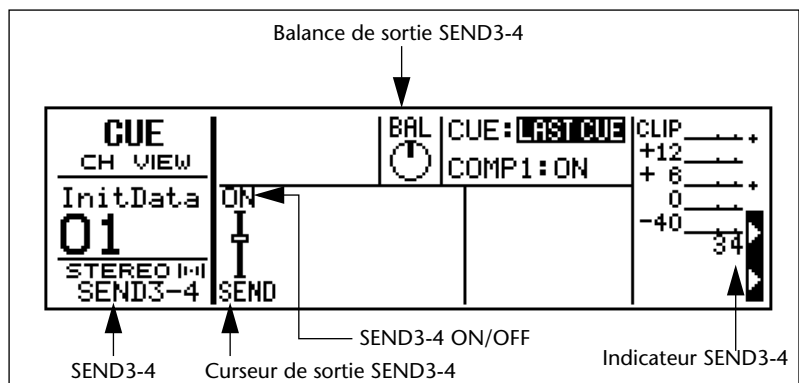 Balance de sortie SEND3-4
CUE
CH VIEW
InitData
01
STEREO
SEND3-4
ON
SEND
BAL
CUE:LAST CUE
COMP1:ON
CLIP
+12
+ 6
0
-40
34
SEND3-4 ON/OFF
SEND3-4
Curseur de sortie SEND3-4
Indicateur SEND3-4